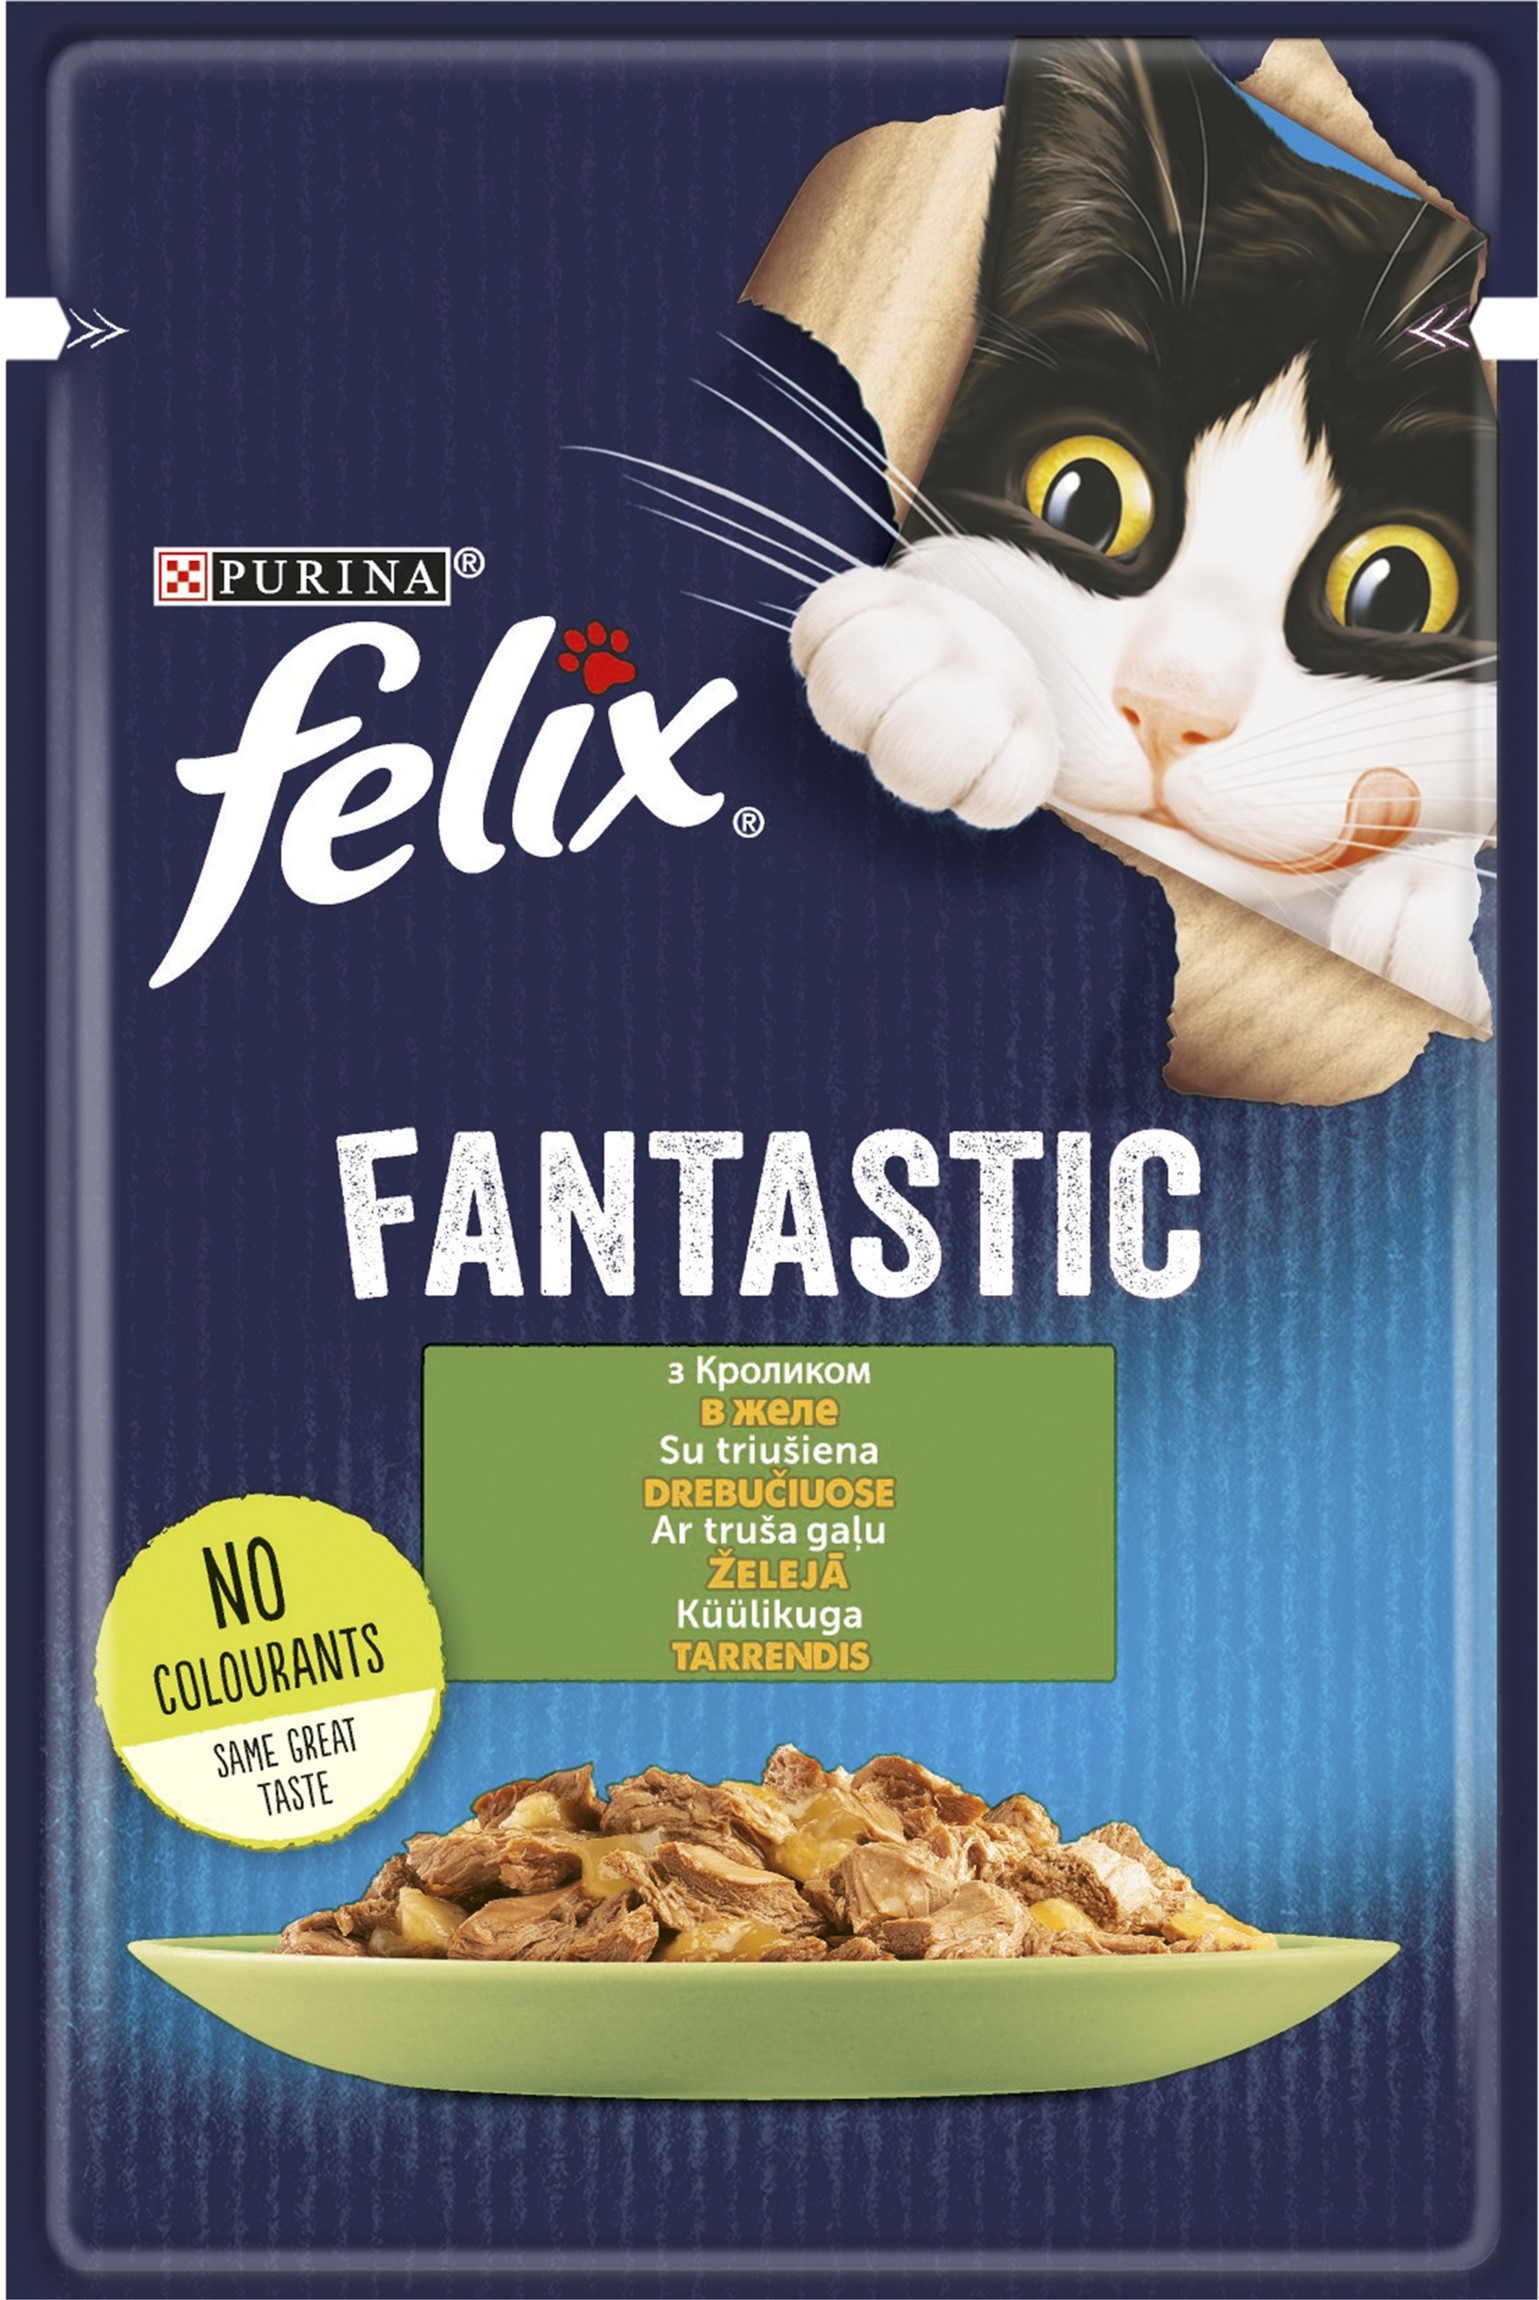 PURINA®
felix®
FANTASTIC
з Кроликом
в желе
Su triušiena
DREBUČIUOSE
Ar truša gaļu
ŽELEJĀ
Küülikuga
TARRENDIS
NO
COLOURANTS
SAME GREAT
TASTE